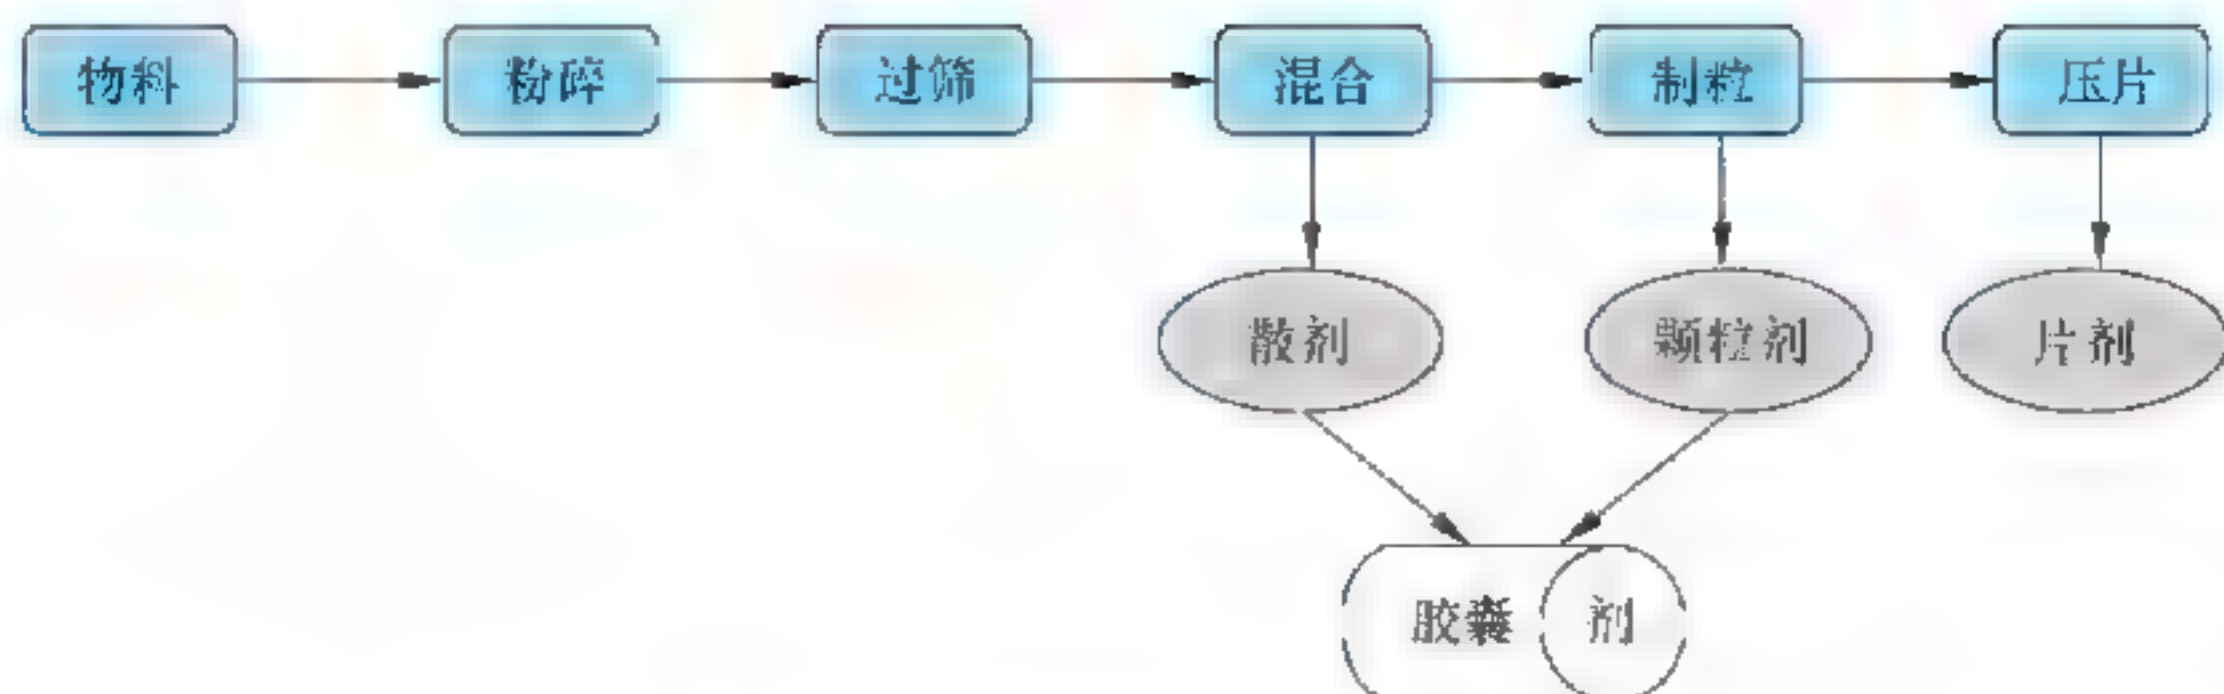 物料 粉碎 过筛 混合 制粒 压片
散剂 颗粒剂 片剂
胶囊 剂